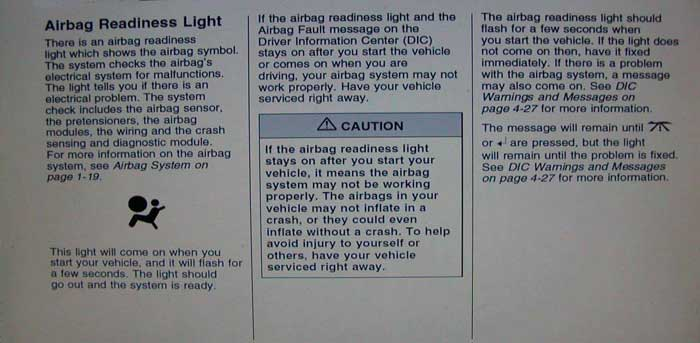 Airbag Readiness Light
There is an airbag readiness
light which shows the airbag symbol.
The system checks the airbag's
electrical system for malfunctions.
The light tells you if there is an
electrical problem. The system
check includes the airbag sensor,
the pretensioners, the airbag
modules, the wiring and the crash
sensing and diagnostic module.
For more information on the airbag
system, see Airbag System on
page 1-19.
This light will come on when you
start your vehicle, and it will flash for
a few seconds. The light should
go out and the system is ready.
If the airbag readiness light and the
Airbag Fault message on the
Driver Information Center (DIC)
stays on after you start the vehicle
or comes on when you are
driving, your airbag system may not
work properly. Have your vehicle
serviced right away.
CAUTION
If the airbag readiness light
stays on after you start your
vehicle, it means the airbag
system may not be working
properly. The airbags in your
vehicle may not inflate in a
crash, or they could even
inflate without a crash. To help
avoid injury to yourself or
others, have your vehicle
serviced right away.
The airbag readiness light should
flash for a few seconds when
you start the vehicle. If the light does
not come on then, have it fixed
immediately. If there is a problem
with the airbag system, a message
may also come on. See DIC
Warnings and Messages on
page 4-27 for more information.
The message will remain until
or are pressed, but the light
will remain until the problem is fixed.
See DIC Warnings and Messages
on page 4-27 for more information.